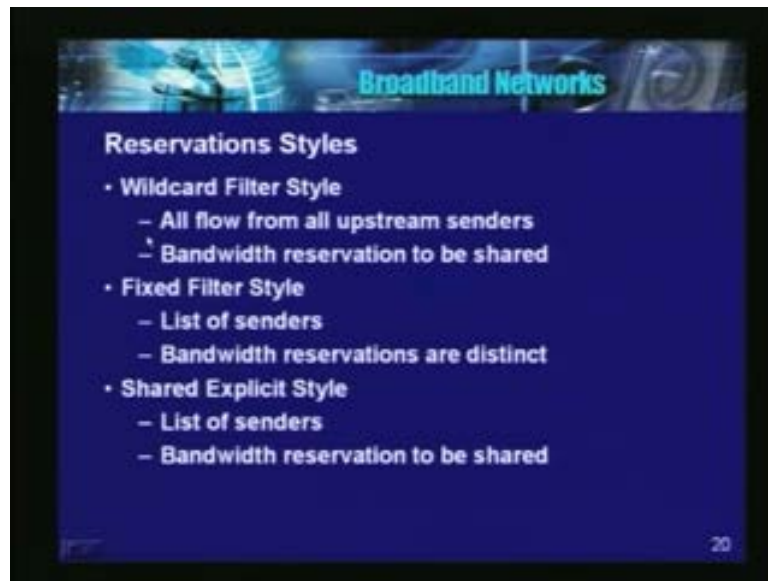 Broadband Networks
Reservations Styles
• Wildcard Filter Style
– All flow from all upstream senders
– Bandwidth reservation to be shared
• Fixed Filter Style
– List of senders
– Bandwidth reservations are distinct
• Shared Explicit Style
– List of senders
– Bandwidth reservation to be shared
20